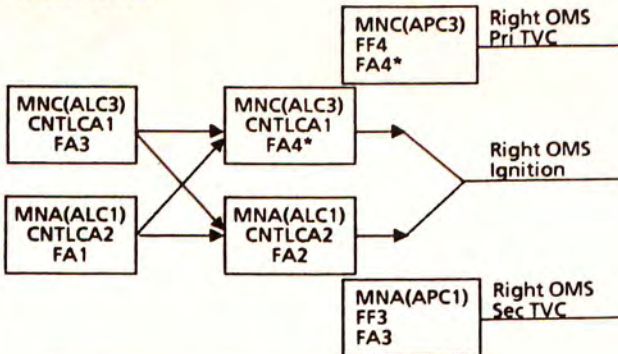 MNC(APC3)
FF4
FA4*
Right OMS
Pri TVC
MNC(ALC3)
CNTLCA1
FA3
MNC(ALC3)
CNTLCA1
FA4*
Right OMS
Ignition
MNA(ALC1)
CNTLCA2
FA1
MNA(ALC1)
CNTLCA2
FA2
MNA(APC1)
FF3
FA3
Right OMS
Sec TVC